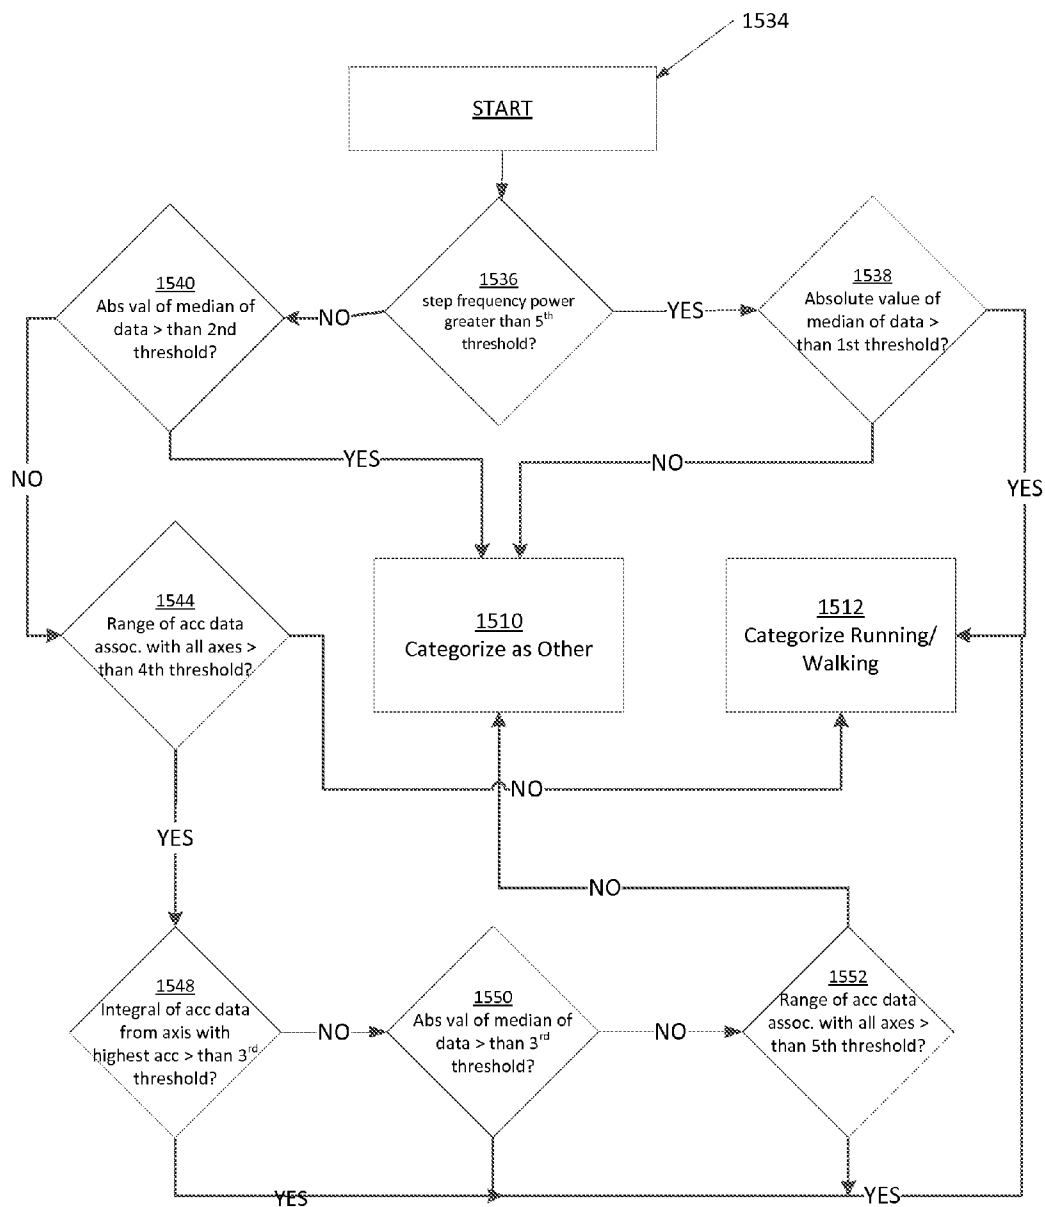 1534
START
1540
Abs val of median of
data > than 2nd
threshold?
NO
1536
step frequency power
greater than 5th
threshold?
YES
1538
Absolute value of
median of data >
than 1st threshold?
YES
NO
NO
YES
1544
Range of acc data
assoc. with all axes >
than 4th threshold?
1510
Categorize as Other
1512
Categorize Running/
Walking
NO
YES
NO
1548
Integral of acc data
from axis with
highest acc > than 3rd
threshold?
NO
1550
Abs val of median of
data > than 3rd
threshold?
NO
1552
Range of acc data
assoc. with all axes >
than 5th threshold?
YES
YES